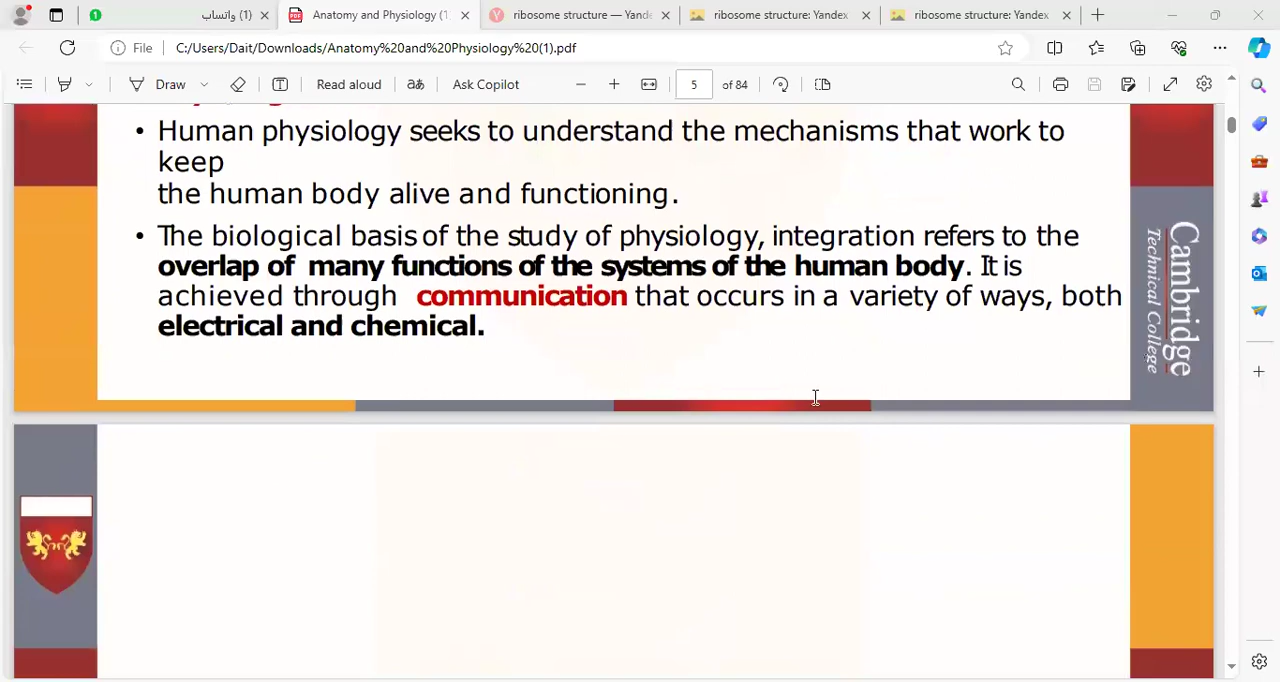 (1) واتساب
Anatomy and Physiology (1
ribosome structure — Yande
ribosome structure: Yandex
ribosome structure: Yandex
File
C:/Users/Dait/Downloads/Anatomy%20and%20Physiology%20(1).pdf
Draw
Read aloud
Ask Copilot
5 of 84
• Human physiology seeks to understand the mechanisms that work to
keep
the human body alive and functioning.
• The biological basis of the study of physiology, integration refers to the
overlap of many functions of the systems of the human body. It is
achieved through communication that occurs in a variety of ways, both
electrical and chemical.
Cambridge
Technical College